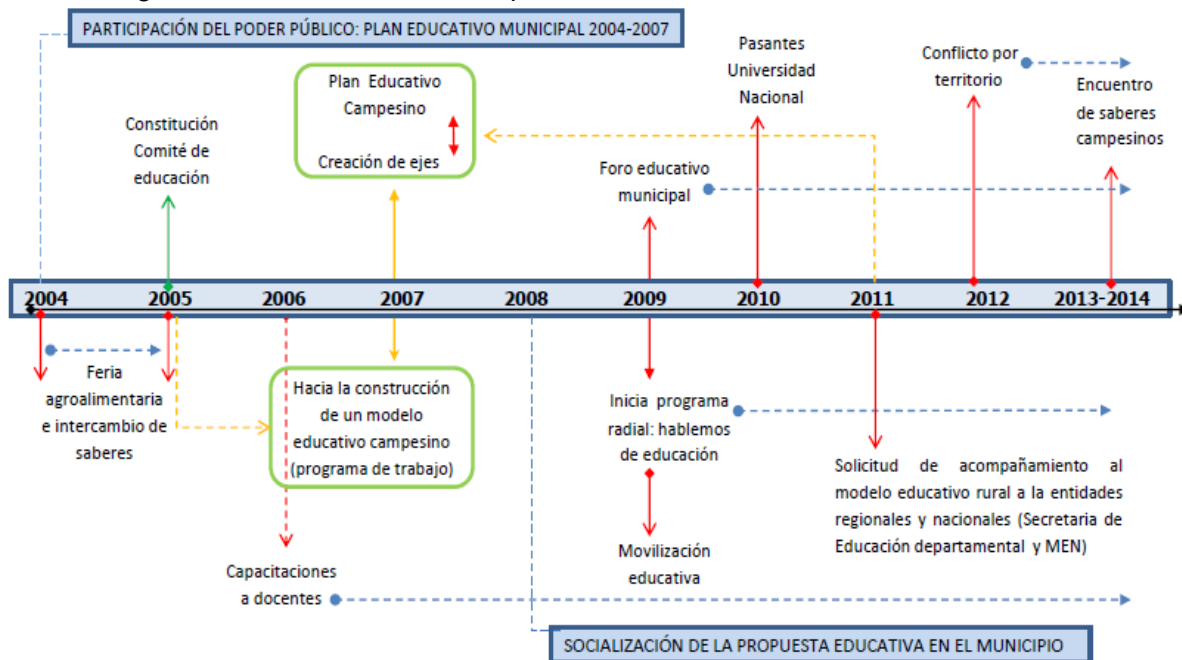 PARTICIPACIÓN DEL PODER PÚBLICO: PLAN EDUCATIVO MUNICIPAL 2004-2007
Constitución
Comité de
educación
Plan Educativo
Campesino
Creación de ejes
Foro educativo
municipal
Pasantes
Universidad
Nacional
Conflicto por
territorio
Encuentro
de saberes
campesinos
2004 2005 2006 2007 2008 2009 2010 2011 2012 2013-2014
Feria
agroalimentaria
e intercambio de
saberes
Hacia la construcción
de un modelo
educativo campesino
(programa de trabajo)
Capacitaciones
a docentes
Inicia programa
radial: hablemos
de educación
Movilización
educativa
Solicitud de acompañamiento al
modelo educativo rural a la entidades
regionales y nacionales (Secretaria de
Educación departamental y MEN)
SOCIALIZACIÓN DE LA PROPUESTA EDUCATIVA EN EL MUNICIPIO